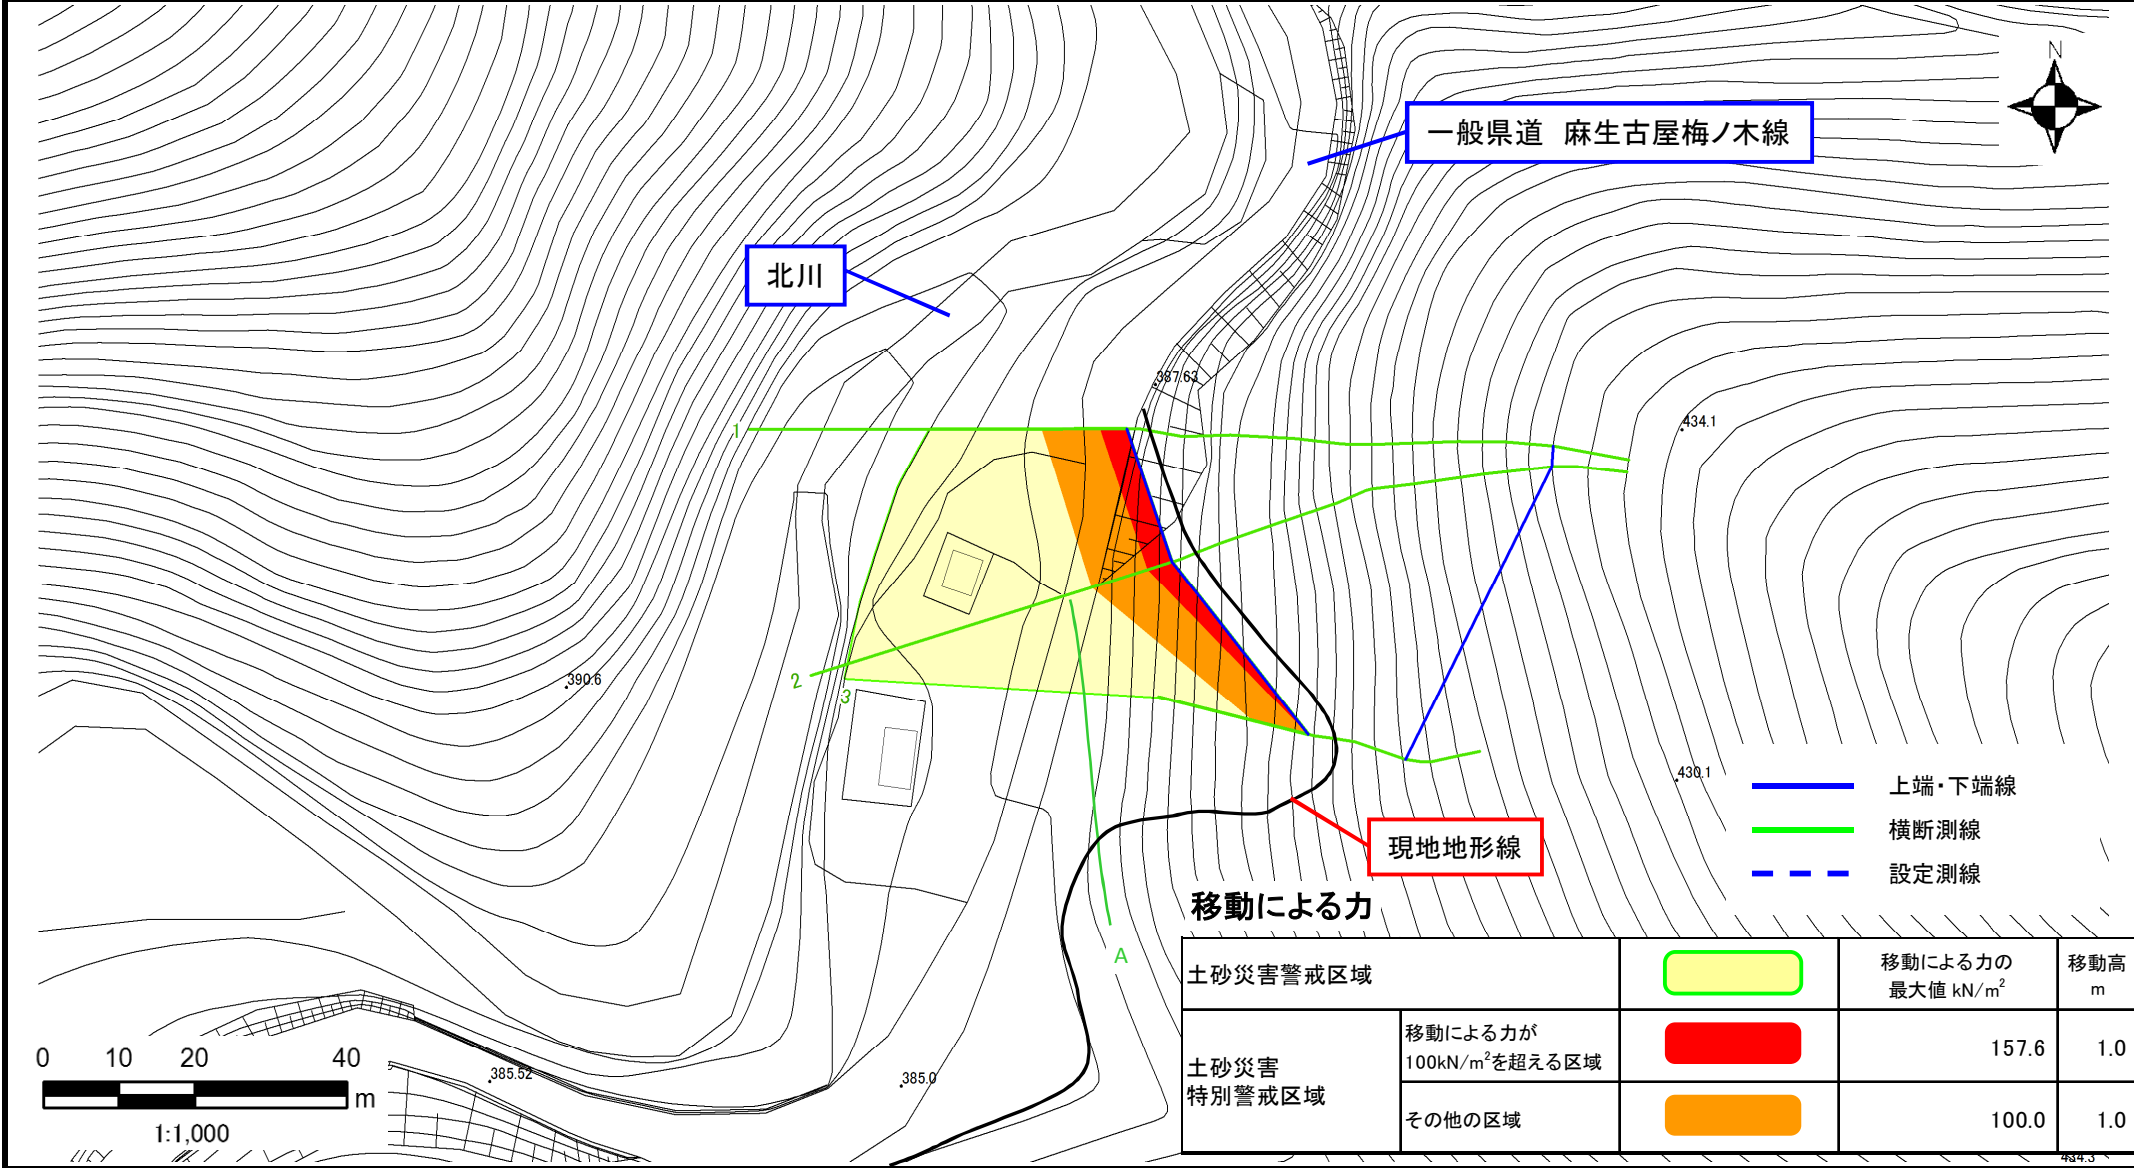 N
一般県道 麻生古屋梅ノ木線
北川
387.63
434.1
1
2
3
390.6
430.1
上端・下端線
横断測線
設定測線
現地地形線
A
385.52
385.0
0 10 20 40
m
1:1,000
移動による力
土砂災害警戒区域
移動による力の
最大値 kN/m²
移動高
m
土砂災害
特別警戒区域
移動による力が
100kN/m²を超える区域
157.6
1.0
その他の区域
100.0
1.0
434.3